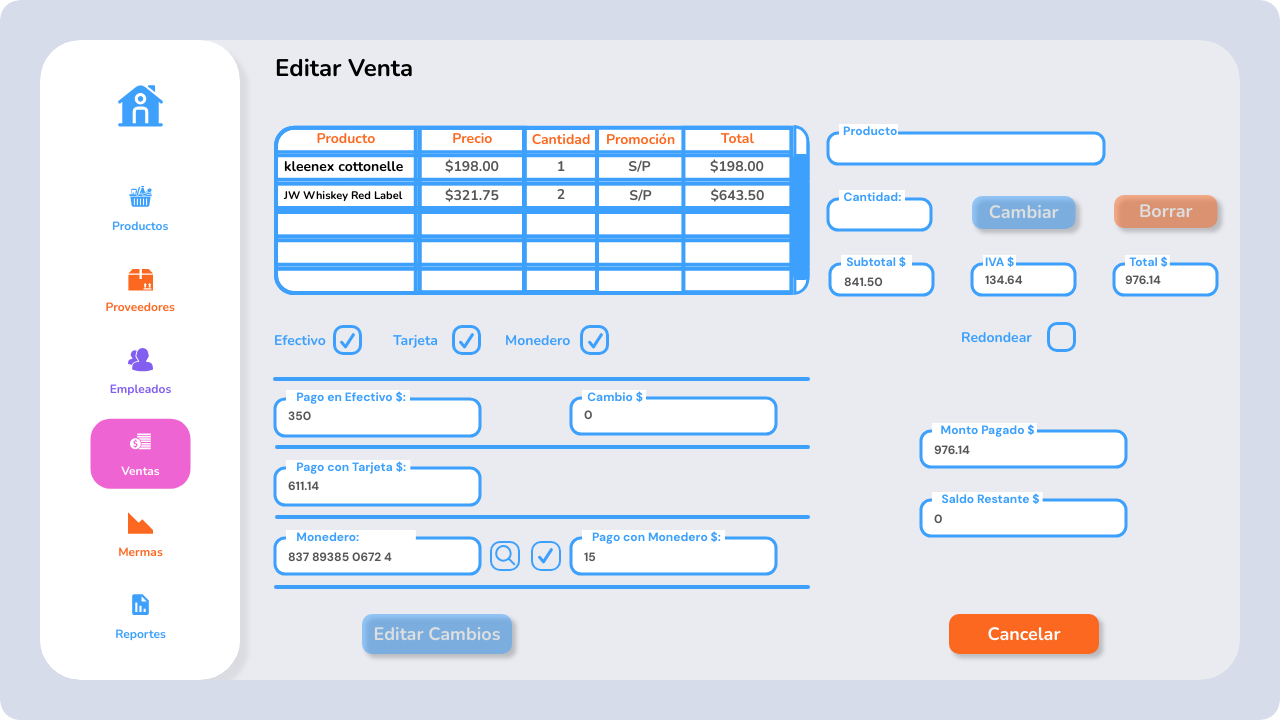 Editar Venta
Producto Precio Cantidad Promoción Total
kleenex cottonelle $198.00 1 S/P $198.00
JW Whiskey Red Label $321.75 2 S/P $643.50
Producto
Cantidad:
Cambiar
Borrar
Subtotal $
841.50
IVA $
134.64
Total $
976.14
Productos
Proveedores
Empleados
Ventas
Mermas
Reportes
Efectivo
Tarjeta
Monedero
Redondear
Pago en Efectivo $:
350
Cambio $
0
Pago con Tarjeta $:
611.14
Monedero:
837 89385 0672 4
Pago con Monedero $:
15
Monto Pagado $
976.14
Saldo Restante $
0
Editar Cambios
Cancelar